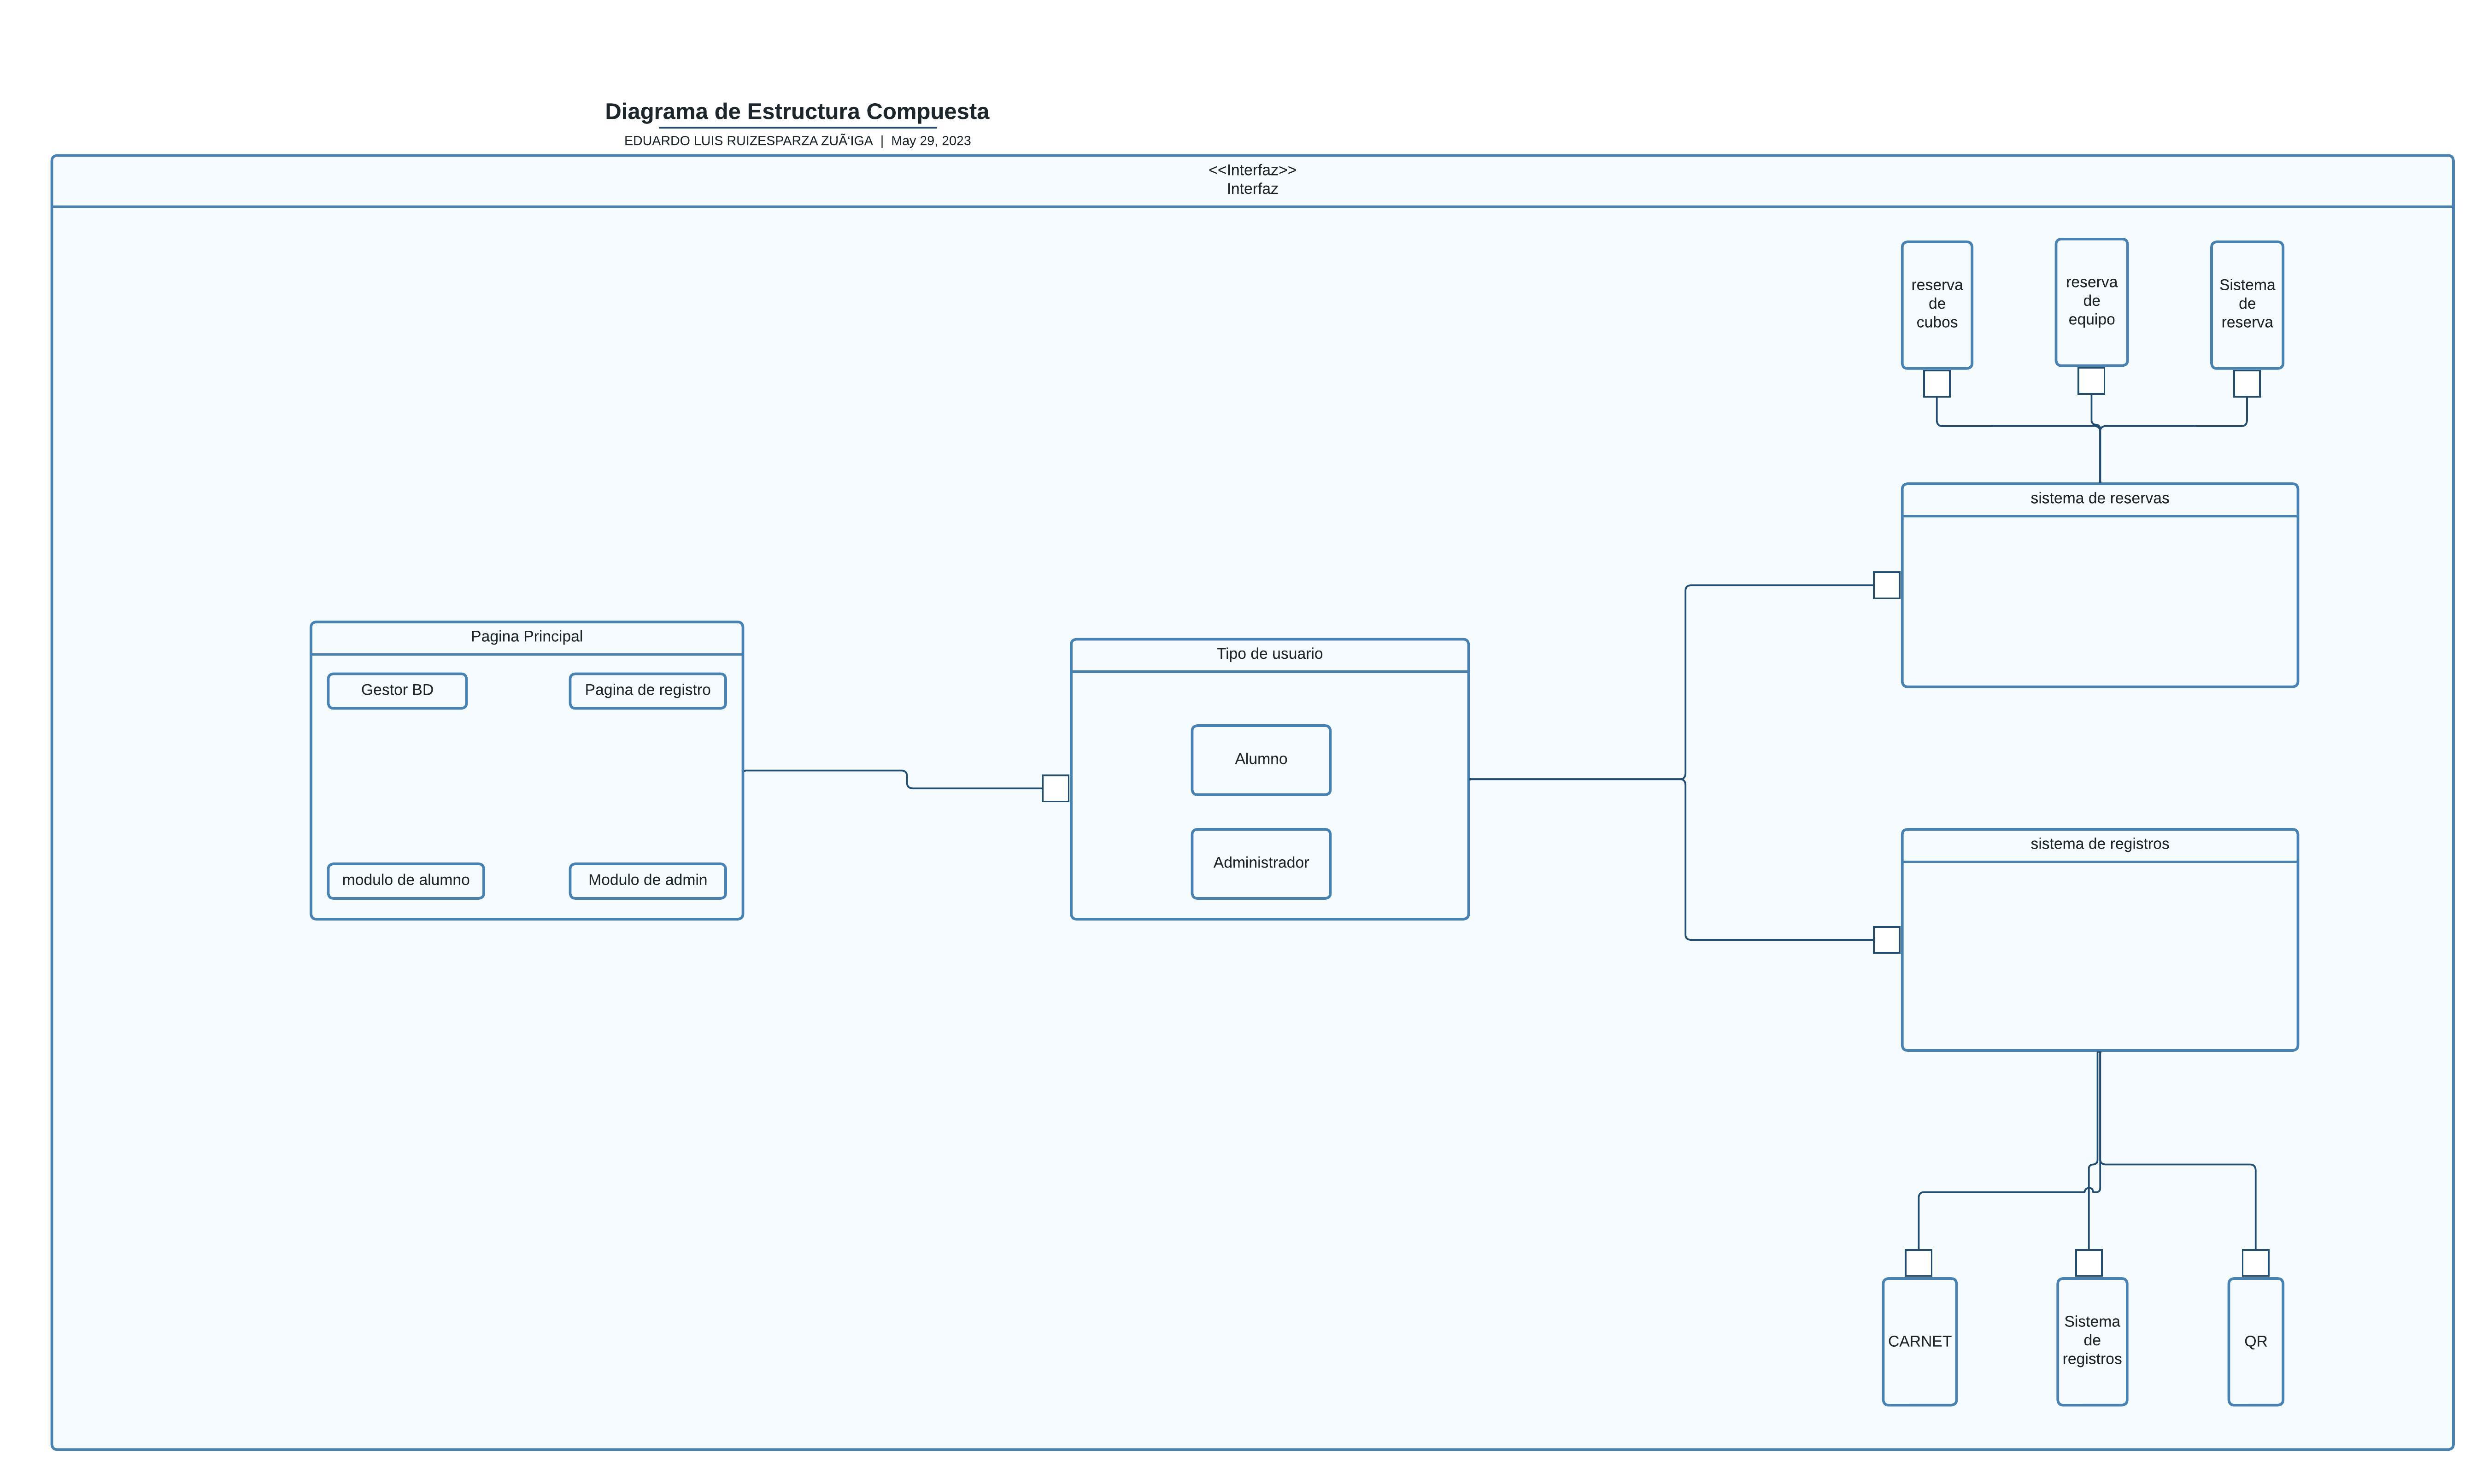 Diagrama de Estructura Compuesta
EDUARDO LUIS RUIZESPARZA ZUÃ'IGA | May 29, 2023
<<Interfaz>>
Interfaz
reserva
de
cubos
reserva
de
equipo
Sistema
de
reserva
sistema de reservas
Pagina Principal
Gestor BD
Pagina de registro
modulo de alumno
Modulo de admin
Tipo de usuario
Alumno
Administrador
sistema de registros
CARNET
Sistema
de
registros
QR